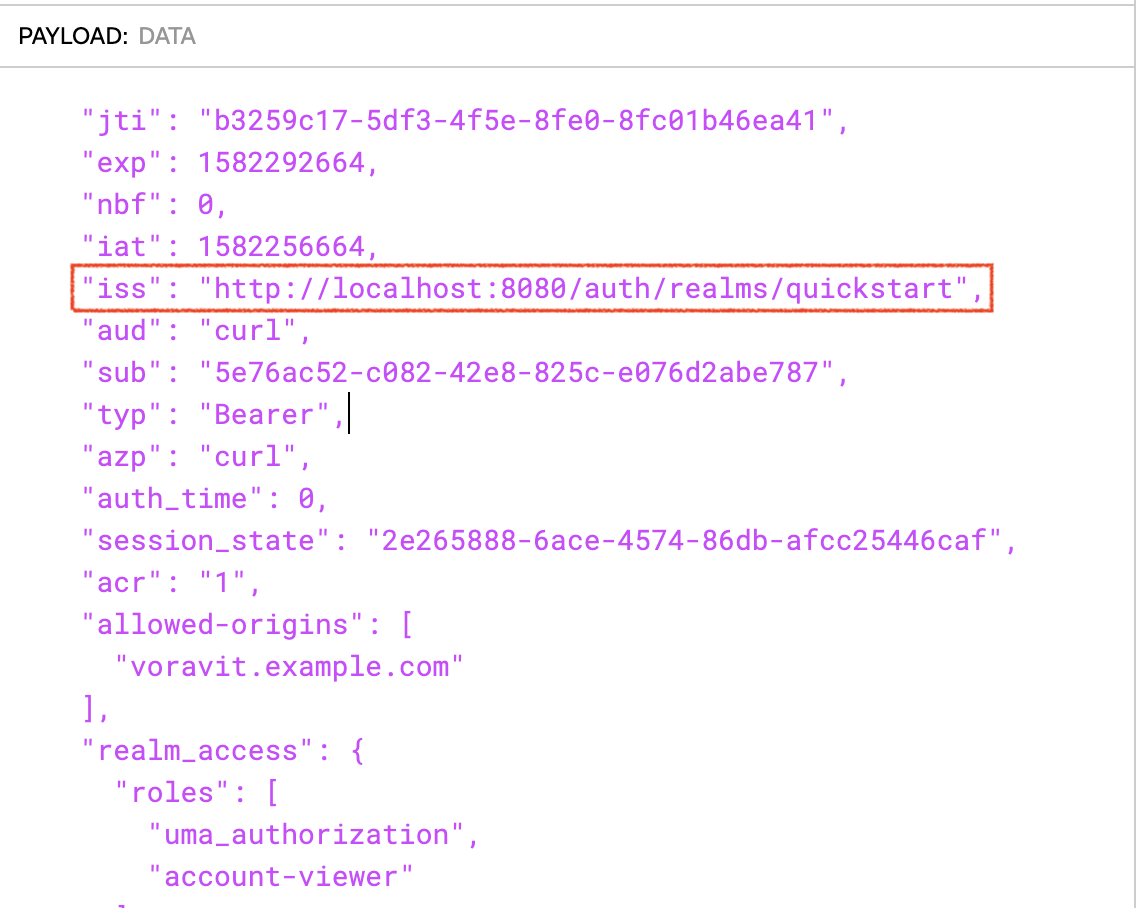 PAYLOAD: DATA
"jti": "b3259c17-5df3-4f5e-8fe0-8fc01b46ea41",
"exp": 1582292664,
"nbf": 0,
"iat": 1582256664,
"iss": "http://localhost:8080/auth/realms/quickstart",
"aud": "curl",
"sub": "5e76ac52-c082-42e8-825c-e076d2abe787",
"typ": "Bearer",
"azp": "curl",
"auth_time": 0,
"session_state": "2e265888-6ace-4574-86db-afcc25446caf",
"acr": "1",
"allowed-origins": [
"voravit.example.com"
],
"realm_access": {
"roles": [
"uma_authorization",
"account-viewer"